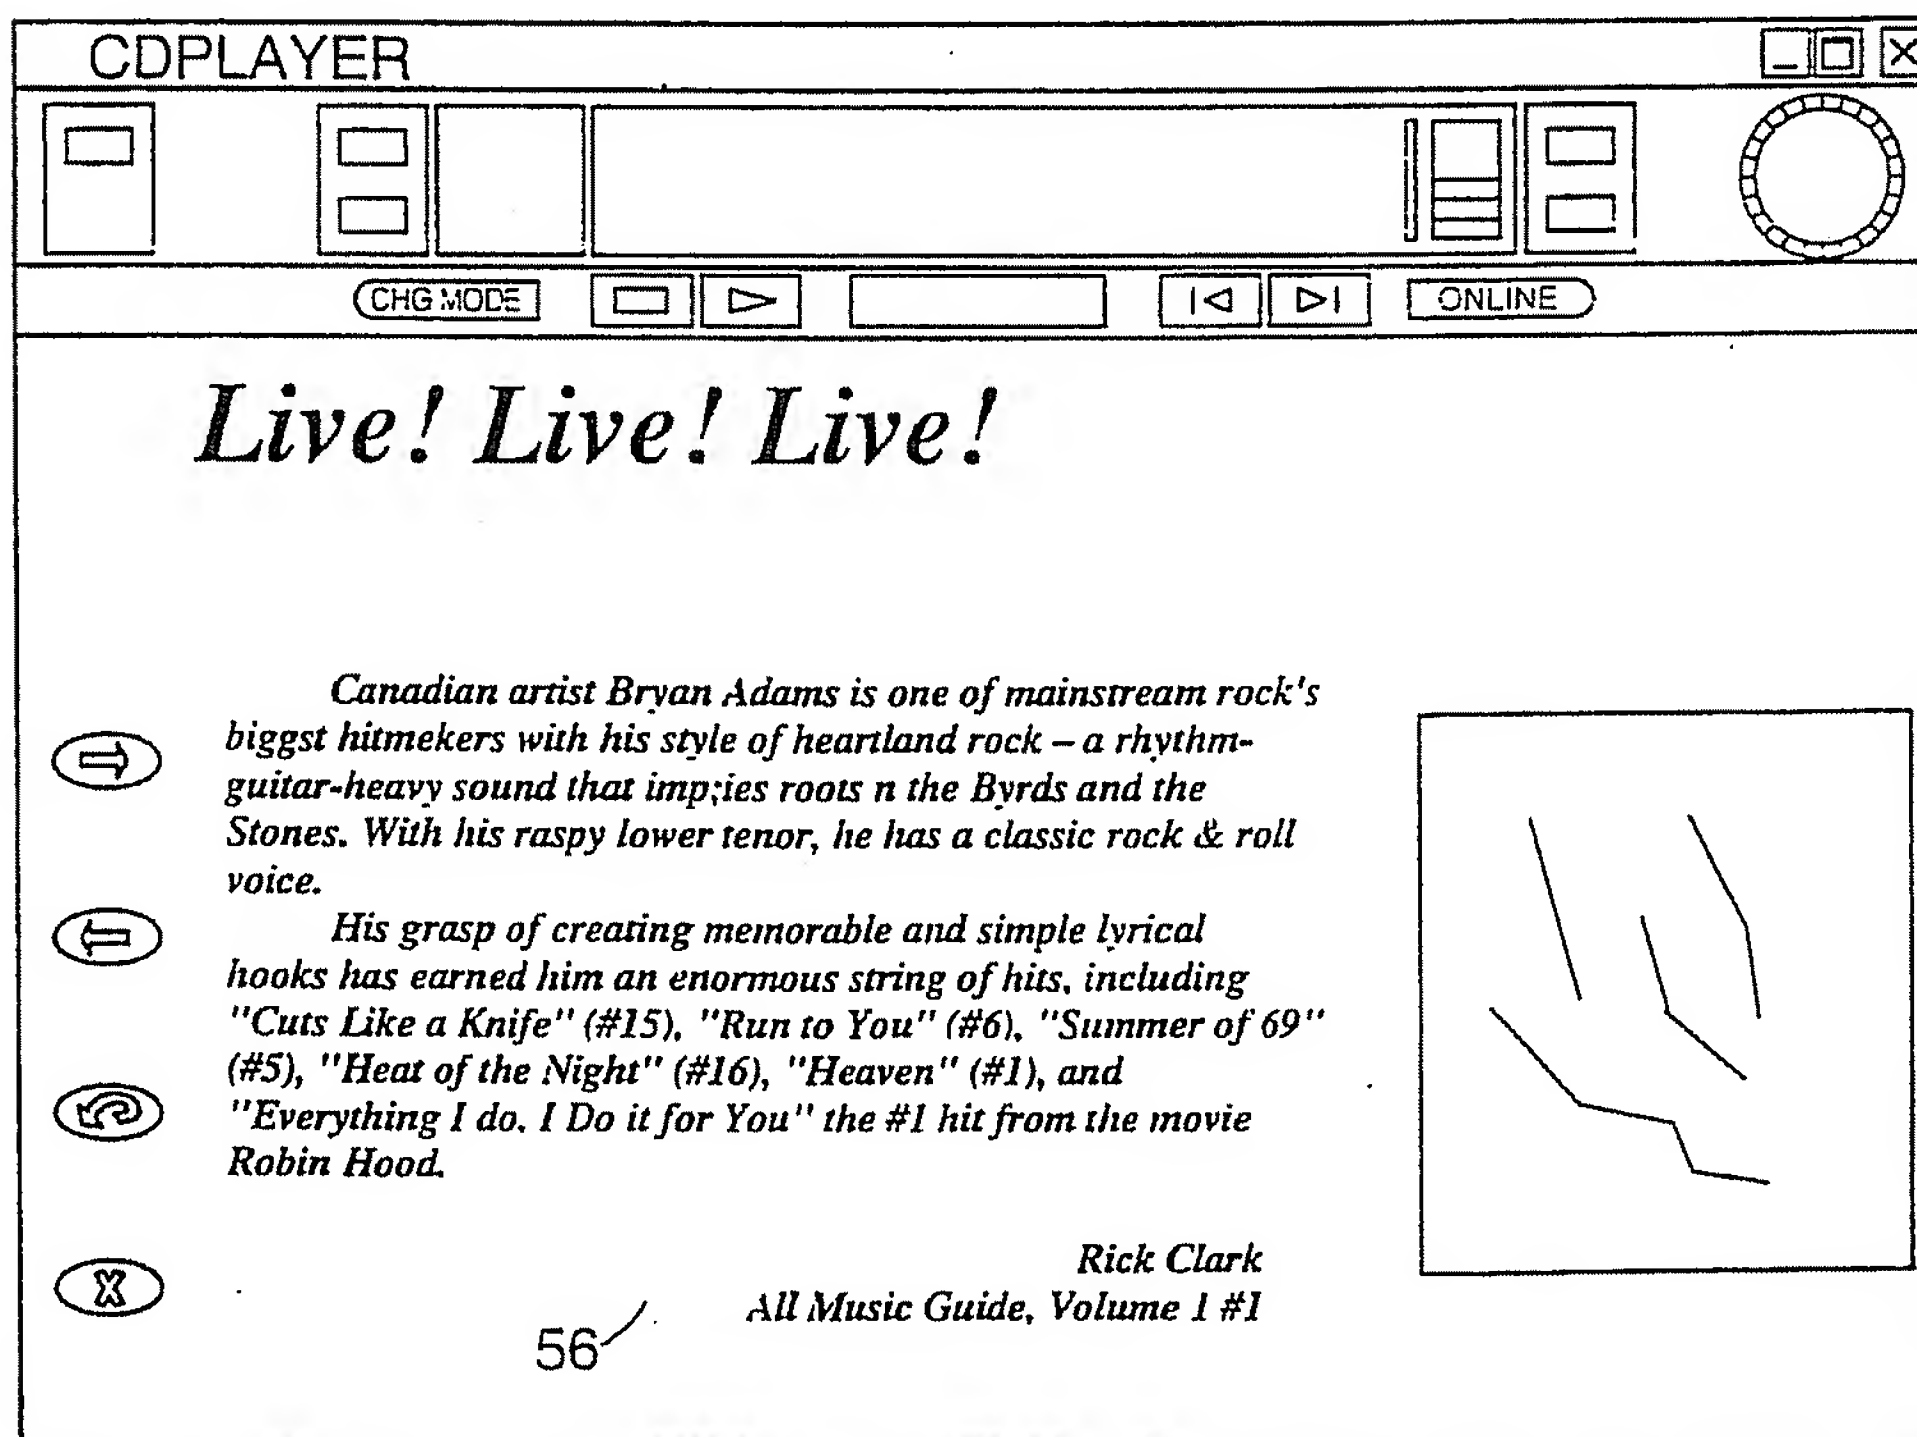 CDPLAYER
CHG MODE
ONLINE
Live! Live! Live!
Canadian artist Bryan Adams is one of mainstream rock's
biggst hitmekers with his style of heartland rock – a rhythm-
guitar-heavy sound that imp;ies roots n the Byrds and the
Stones. With his raspy lower tenor, he has a classic rock & roll
voice.
His grasp of creating memorable and simple lyrical
hooks has earned him an enormous string of hits, including
"Cuts Like a Knife" (#15), "Run to You" (#6), "Summer of 69"
(#5), "Heat of the Night" (#16), "Heaven" (#1), and
"Everything I do, I Do it for You" the #1 hit from the movie
Robin Hood.
Rick Clark
All Music Guide, Volume 1 #1
56